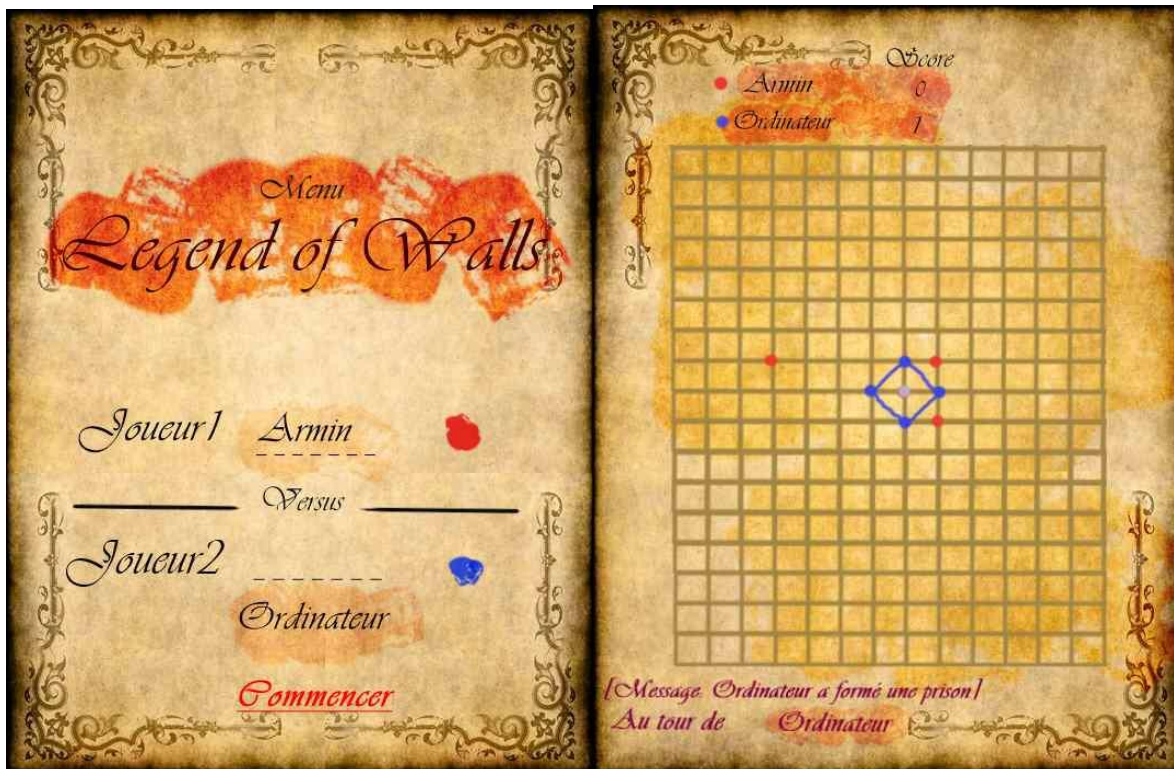 Menu
Legend of Walls
Joueur1 Armin
Versus
Joueur2
Ordinateur
Commencer
Score
Armin 0
Ordinateur 1
[Message: Ordinateur a formé une prison]
Au tour de Ordinateur